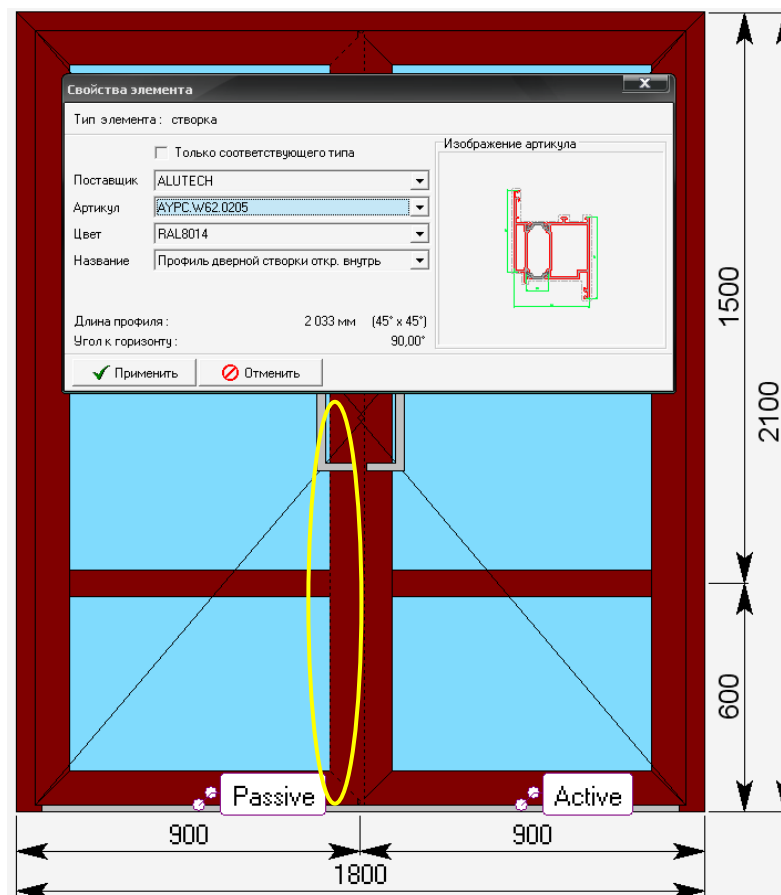 Свойства элемента
x
Тип элемента : створка
Только соответствующего типа
Изображение артикула
Поставщик ALUTECH
Артикул AYPC.W62.0205
Цвет RAL8014
Название Профиль дверной створки откр. внутрь
Длина профиля : 2 033 мм (45° x 45°)
Угол к горизонту : 90,00°
Применить Отменить
1500
2100
600
Passive Active
900 900
1800